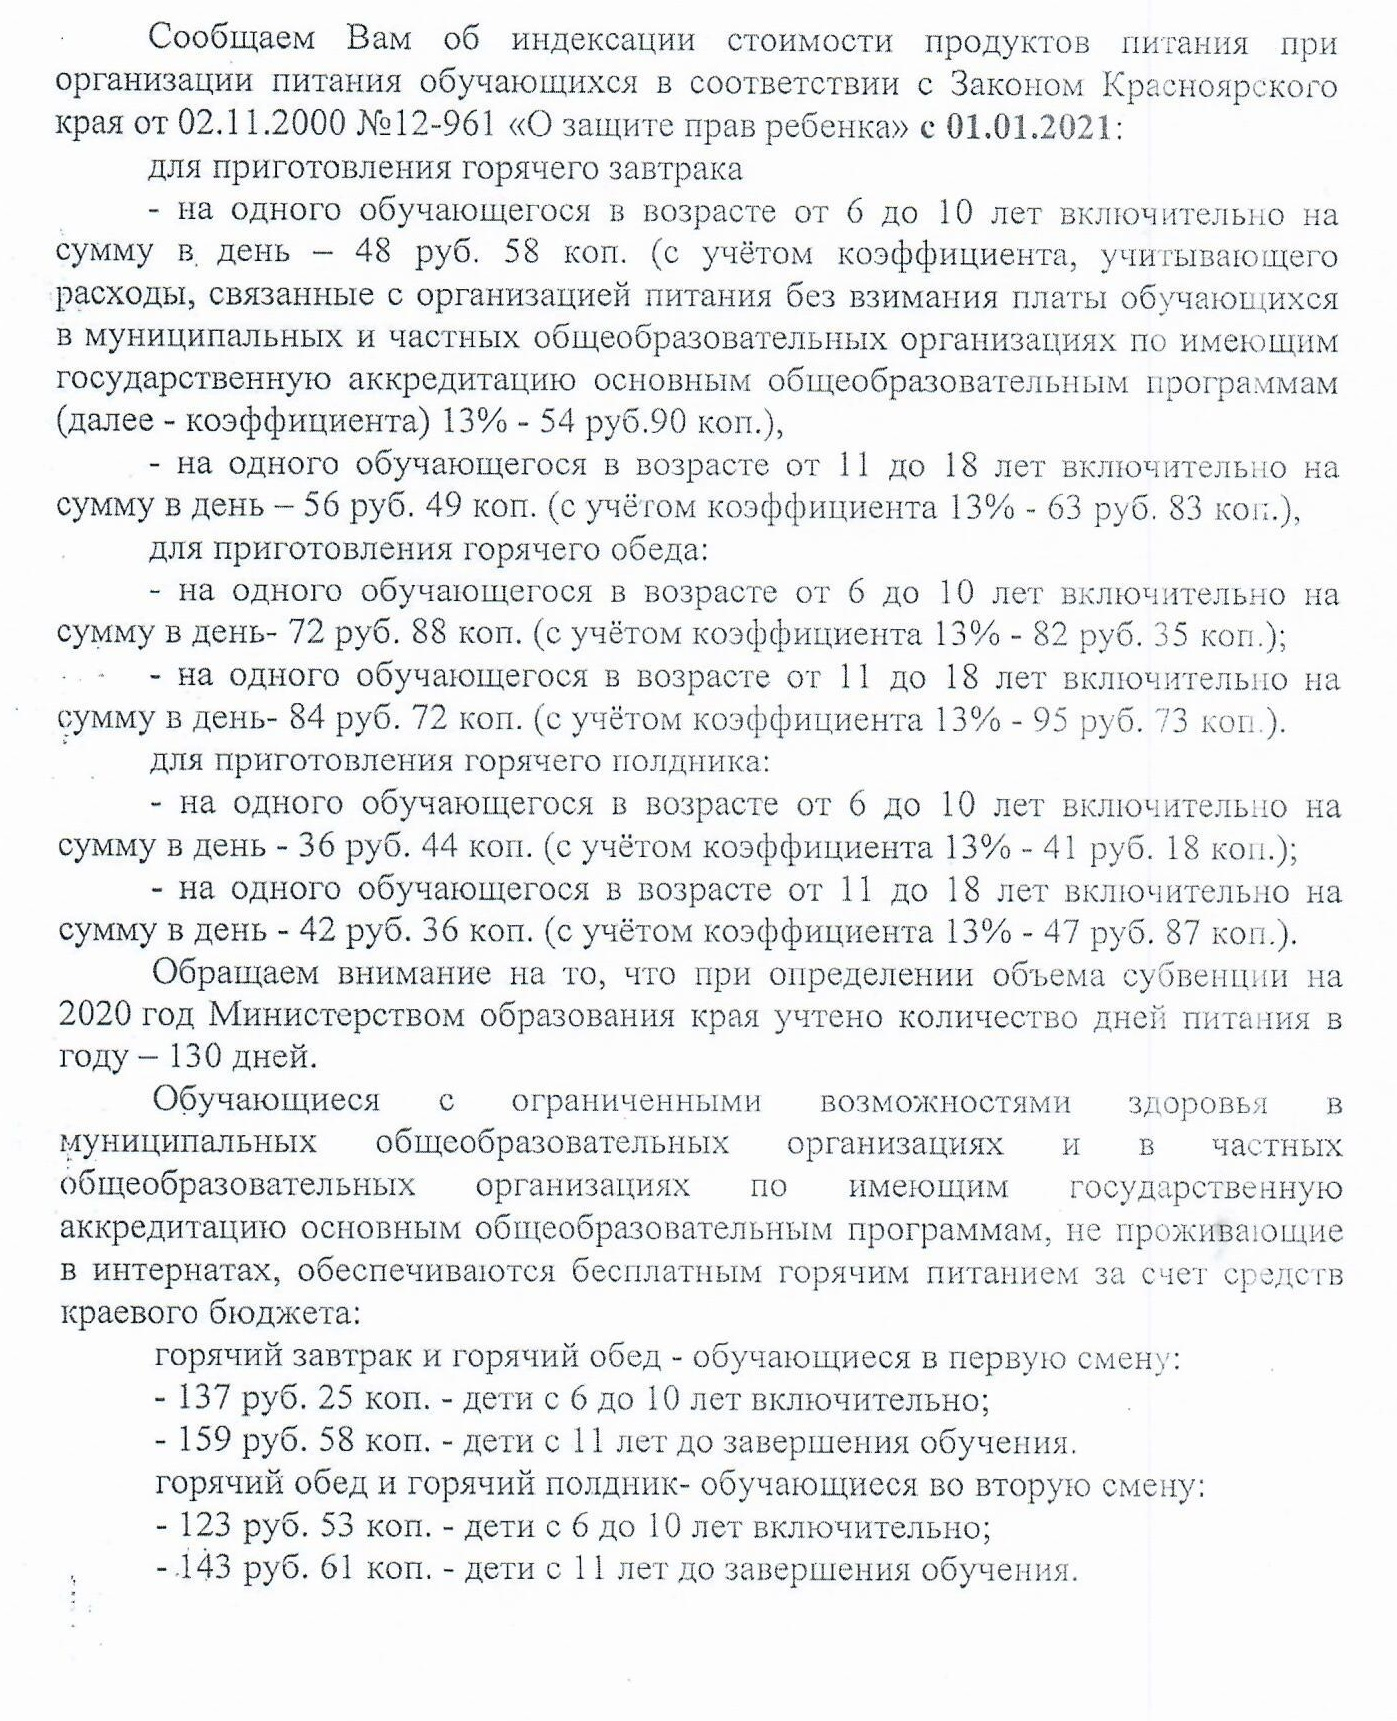 Сообщаем Вам об индексации стоимости продуктов питания при
организации питания обучающихся в соответствии с Законом Красноярского
края от 02.11.2000 №12-961 «О защите прав ребенка» с 01.01.2021:
для приготовления горячего завтрака
- на одного обучающегося в возрасте от 6 до 10 лет включительно на
сумму в день – 48 руб. 58 коп. (с учётом коэффициента, учитывающего
расходы, связанные с организацией питания без взимания платы обучающихся
в муниципальных и частных общеобразовательных организациях по имеющим
государственную аккредитацию основным общеобразовательным программам
(далее - коэффициента) 13% - 54 руб.90 коп.),
- на одного обучающегося в возрасте от 11 до 18 лет включительно на
сумму в день – 56 руб. 49 коп. (с учётом коэффициента 13% - 63 руб. 83 коп.),
для приготовления горячего обеда:
- на одного обучающегося в возрасте от 6 до 10 лет включительно на
сумму в день- 72 руб. 88 коп. (с учётом коэффициента 13% - 82 руб. 35 коп.);
- на одного обучающегося в возрасте от 11 до 18 лет включительно на
сумму в день- 84 руб. 72 коп. (с учётом коэффициента 13% - 95 руб. 73 коп.).
для приготовления горячего полдника:
- на одного обучающегося в возрасте от 6 до 10 лет включительно на
сумму в день - 36 руб. 44 коп. (с учётом коэффициента 13% - 41 руб. 18 коп.);
- на одного обучающегося в возрасте от 11 до 18 лет включительно на
сумму в день - 42 руб. 36 коп. (с учётом коэффициента 13% - 47 руб. 87 коп.).
Обращаем внимание на то, что при определении объема субвенции на
2020 год Министерством образования края учтено количество дней питания в
году – 130 дней.
Обучающиеся с ограниченными возможностями здоровья в
муниципальных общеобразовательных организациях и в частных
общеобразовательных организациях по имеющим государственную
аккредитацию основным общеобразовательным программам, не проживающие
в интернатах, обеспечиваются бесплатным горячим питанием за счет средств
краевого бюджета:
горячий завтрак и горячий обед - обучающиеся в первую смену:
- 137 руб. 25 коп. - дети с 6 до 10 лет включительно;
- 159 руб. 58 коп. - дети с 11 лет до завершения обучения.
горячий обед и горячий полдник- обучающиеся во вторую смену:
- 123 руб. 53 коп. - дети с 6 до 10 лет включительно;
- 143 руб. 61 коп. - дети с 11 лет до завершения обучения.